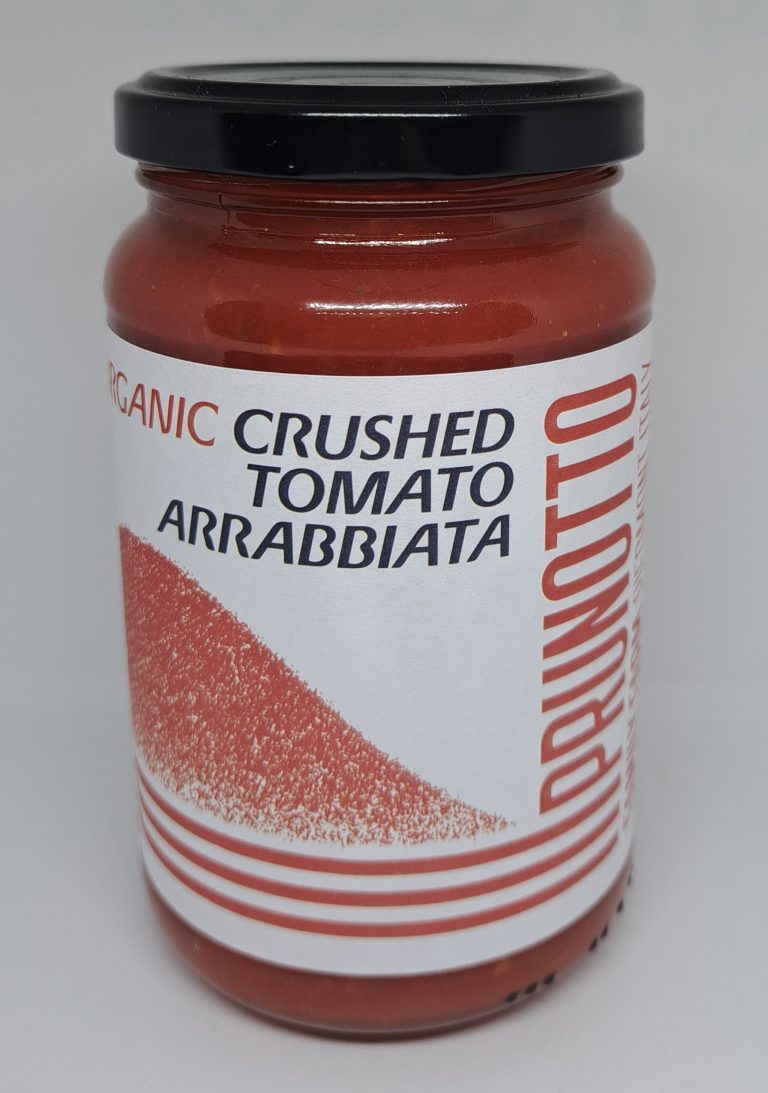 ORGANIC CRUSHED
TOMATO
ARRABBIATA
PRUNOTTO